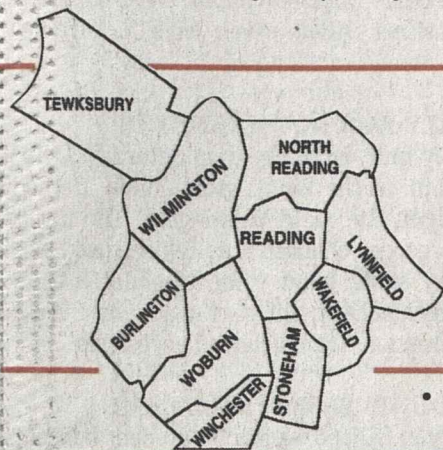 TEWKSBURY
WILMINGTON
NORTH
READING
READING
LYNNFIELD
BURLINGTON
WAKEFIELD
WOBURN
STONEHAM
WINCHESTER